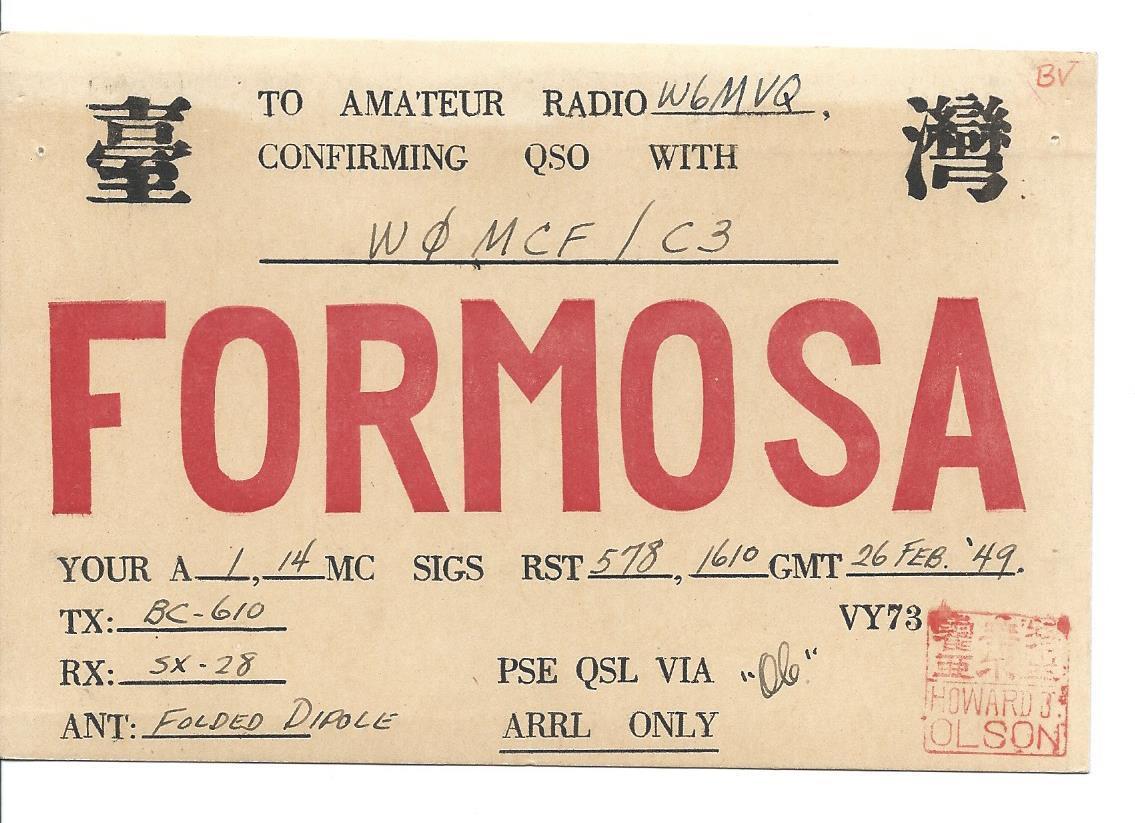 BV
臺 灣
TO AMATEUR RADIO W6MVQ,
CONFIRMING QSO WITH
WØMCF/C3
FORMOSA
YOUR A 1, 14 MC SIGS RST 578, 1610 GMT 26 FEB. '49.
TX: BC-610
VY73
RX: SX-28
PSE QSL VIA
ANT: FOLDED DIPOLE
ARRL ONLY
HOWARD J.
OLSON